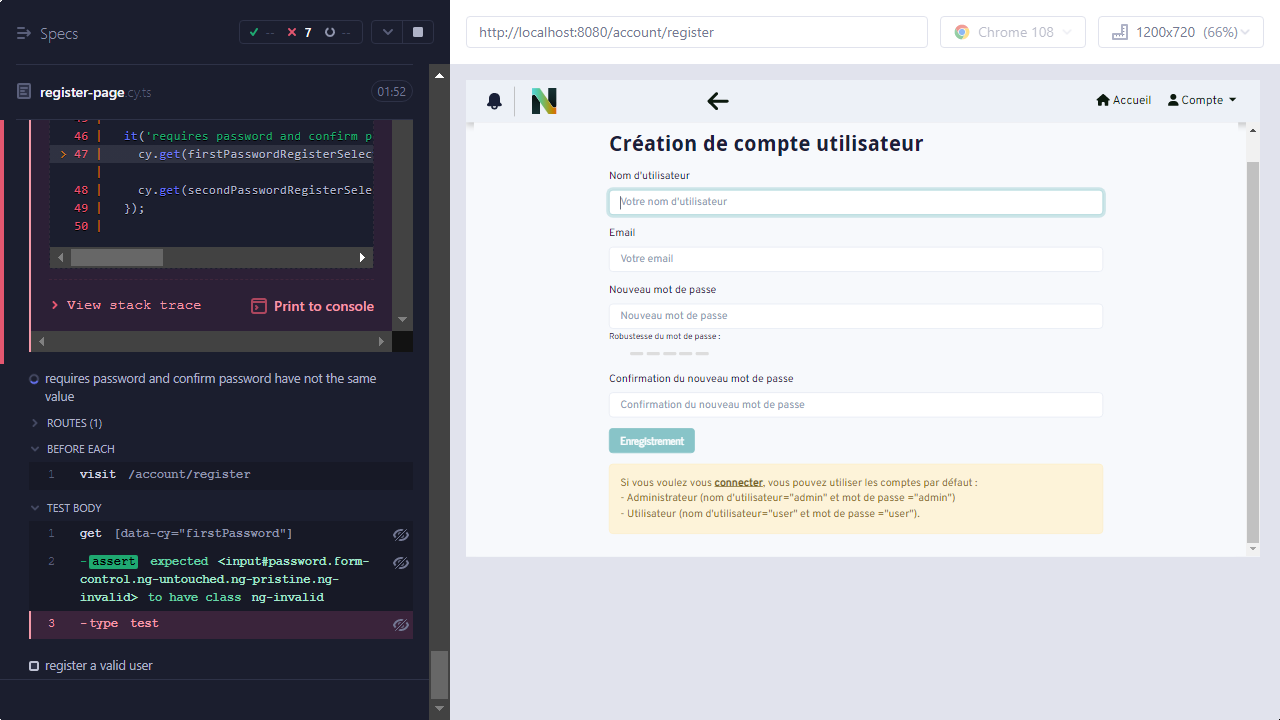 Specs
-- 7 --
register-page.cy.ts
01:52
46 | it('requires password and confirm p
> 47 | cy.get(firstPasswordRegisterSelec
|
48 | cy.get(secondPasswordRegisterSele
49 | });
50 |
> View stack trace
Print to console
requires password and confirm password have not the same
value
ROUTES (1)
BEFORE EACH
1 visit /account/register
TEST BODY
1 get [data-cy="firstPassword"]
2 -assert expected <input#password.form-
control.ng-untouched.ng-pristine.ng-
invalid> to have class ng-invalid
3 -type test
register a valid user
http://localhost:8080/account/register
Chrome 108
1200x720 (66%)
N
Accueil
Compte
Création de compte utilisateur
Nom d'utilisateur
Votre nom d'utilisateur
Email
Votre email
Nouveau mot de passe
Nouveau mot de passe
Robustesse du mot de passe :
Confirmation du nouveau mot de passe
Confirmation du nouveau mot de passe
Enregistrement
Si vous voulez vous connecter, vous pouvez utiliser les comptes par défaut :
- Administrateur (nom d'utilisateur="admin" et mot de passe ="admin")
- Utilisateur (nom d'utilisateur="user" et mot de passe ="user").